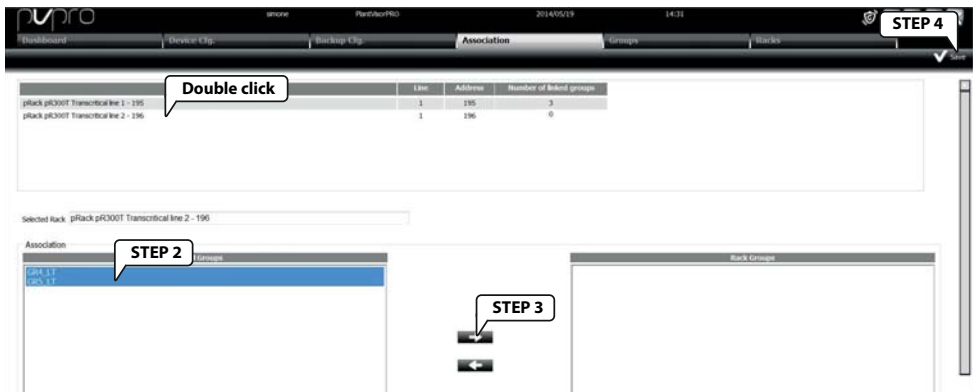 pvpro simone PlantVisorPRO 2014/05/19 14:31
STEP 4
Dashboard Device Cfg. Backup Cfg. Association Groups Racks
Save
Double click
Line Address Number of linked groups
pRack pR300T Transcritical line 1 - 195 1 195 3
pRack pR300T Transcritical line 2 - 196 1 196 0
Selected Rack pRack pR300T Transcritical line 2 - 196
Association
STEP 2
Groups Rack Groups
GR4_LT
GR5_LT
STEP 3